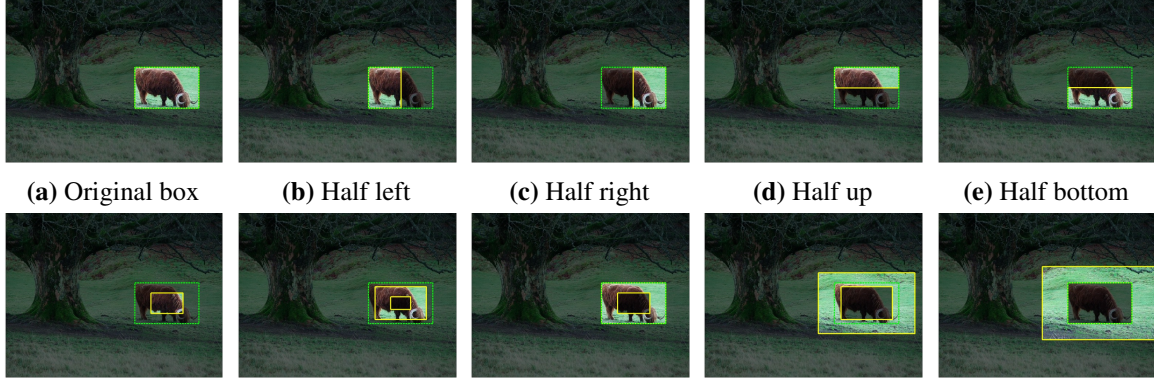 (a) Original box
(b) Half left
(c) Half right
(d) Half up
(e) Half bottom